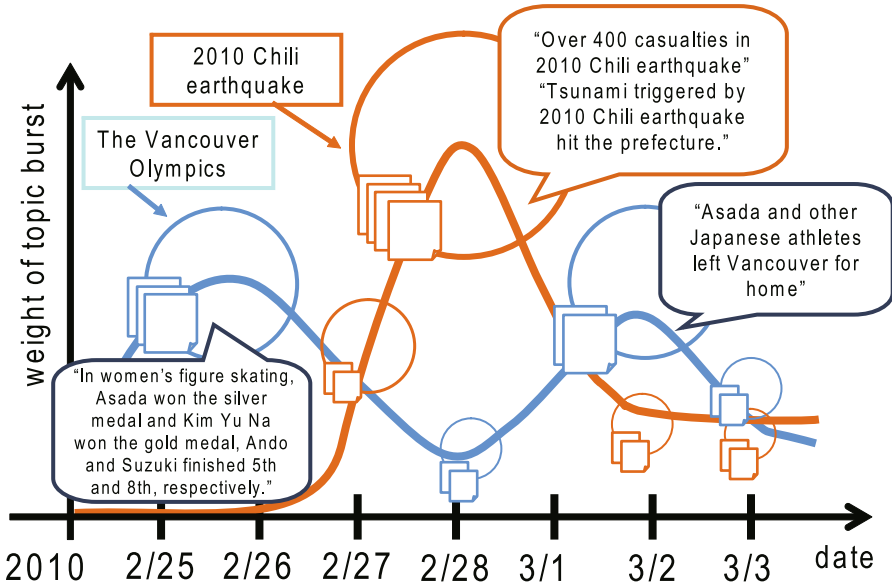 weight of topic burst
2010 Chili
earthquake
The Vancouver
Olympics
“Over 400 casualties in
2010 Chili earthquake”
“Tsunami triggered by
2010 Chili earthquake
hit the prefecture.”
“Asada and other
Japanese athletes
left Vancouver for
home”
“In women’s figure skating,
Asada won the silver
medal and Kim Yu Na
won the gold medal, Ando
and Suzuki finished 5th
and 8th, respectively.”
2010 2/25 2/26 2/27 2/28 3/1 3/2 3/3 date